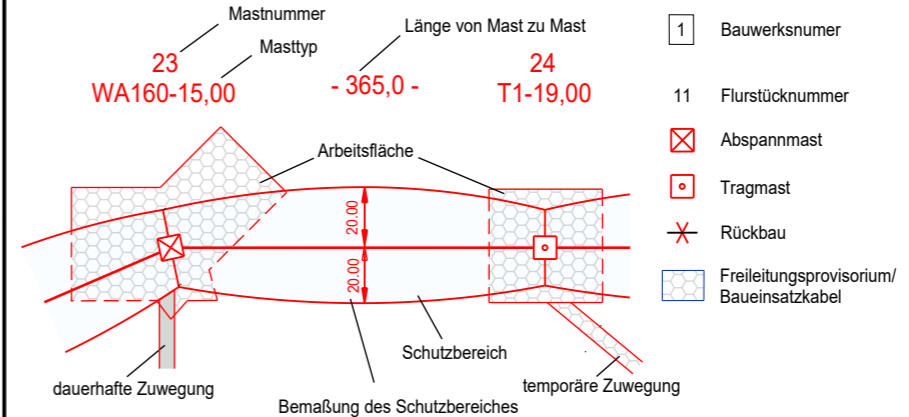 Mastnummer
Masttyp
Länge von Mast zu Mast
23
WA160-15,00
- 365,0 -
24
T1-19,00
Arbeitsfläche
20.00
20.00
Schutzbereich
dauerhafte Zuwegung
temporäre Zuwegung
Bemaßung des Schutzbereiches
1 Bauwerksnumer
11 Flurstücknummer
Abspannmast
Tragmast
Rückbau
Freileitungsprovisorium/
Baueinsatzkabel